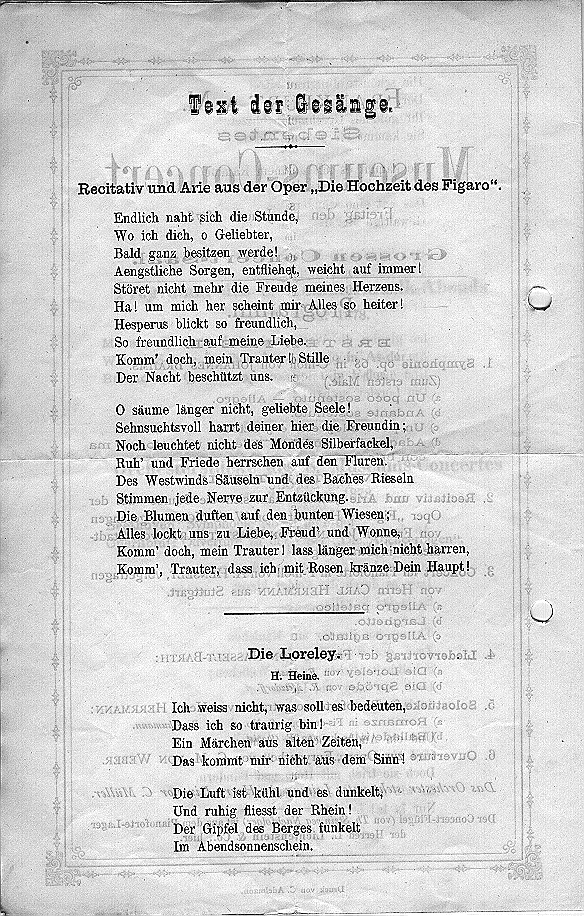 Text der Gesänge.
Recitativ und Arie aus der Oper „Die Hochzeit des Figaro“.
Endlich naht sich die Stunde,
Wo ich dich, o Geliebter,
Bald ganz besitzen werde!
Aengstliche Sorgen, entfliehet, weicht auf immer!
Störet nicht mehr die Freude meines Herzens.
Ha! um mich her scheint mir Alles so heiter!
Hesperus blickt so freundlich,
So freundlich auf meine Liebe.
Komm' doch, mein Trauter! Stille
Der Nacht beschützt uns.
O säume länger nicht, geliebte Seele!
Sehnsuchtsvoll harrt deiner hier die Freundin;
Noch leuchtet nicht des Mondes Silberfackel,
Ruh' und Friede herrschen auf den Fluren.
Des Westwinds Säuseln und des Baches Rieseln
Stimmen jede Nerve zur Entzückung.
Die Blumen duften auf den bunten Wiesen;
Alles lockt uns zu Liebe, Freud' und Wonne,
Komm' doch, mein Trauter! lass länger mich nicht harren,
Komm', Trauter, dass ich mit Rosen kränze Dein Haupt!
Die Loreley.
H. Heine.
Ich weiss nicht, was soll es bedeuten,
Dass ich so traurig bin!
Ein Märchen aus alten Zeiten,
Das kommt mir nicht aus dem Sinn!
Die Luft ist kühl und es dunkelt,
Und ruhig fliesst der Rhein!
Der Gipfel des Berges funkelt
Im Abendsonnenschein.